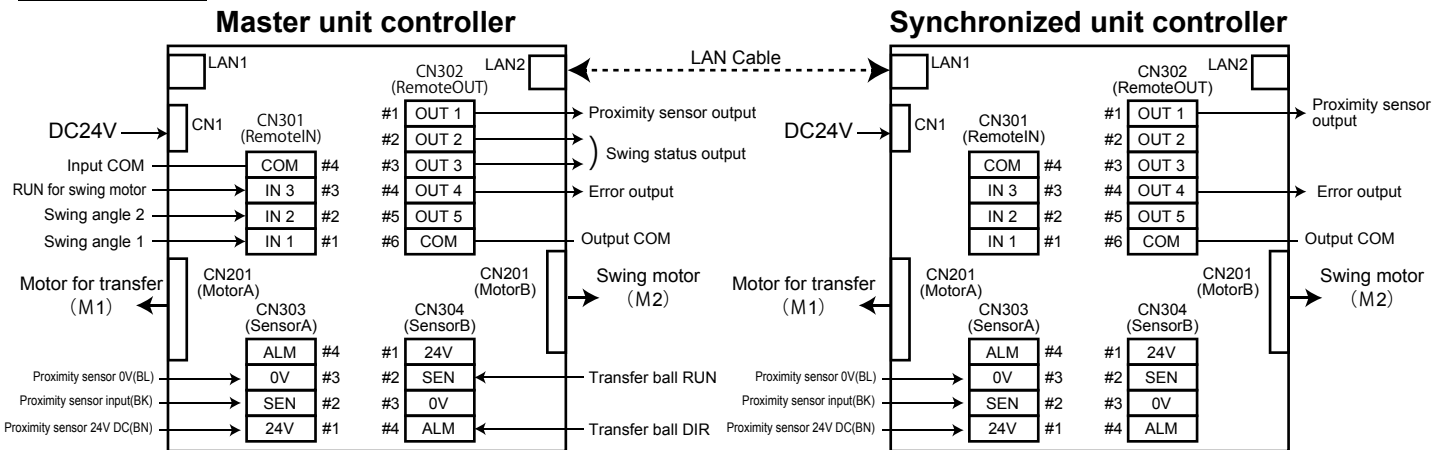 Master unit controller
LAN1
LAN2
CN302
(RemoteOUT)
#1 OUT 1 Proximity sensor output
#2 OUT 2
#3 OUT 3
) Swing status output
#4 OUT 4 Error output
#5 OUT 5
#6 COM Output COM
DC24V
CN1
CN301
(RemoteIN)
Input COM COM #4
RUN for swing motor IN 3 #3
Swing angle 2 IN 2 #2
Swing angle 1 IN 1 #1
Motor for transfer
（M1）
CN201
(MotorA)
CN201
(MotorB)
Swing motor
（M2）
CN303
(SensorA)
ALM #4
Proximity sensor 0V(BL) 0V #3
Proximity sensor input(BK) SEN #2
Proximity sensor 24V DC(BN) 24V #1
CN304
(SensorB)
#1 24V
#2 SEN Transfer ball RUN
#3 0V
#4 ALM Transfer ball DIR
LAN Cable
Synchronized unit controller
LAN1
LAN2
CN302
(RemoteOUT)
#1 OUT 1 Proximity sensor
output
#2 OUT 2
#3 OUT 3
#4 OUT 4 Error output
#5 OUT 5
#6 COM Output COM
DC24V
CN1
CN301
(RemoteIN)
COM #4
IN 3 #3
IN 2 #2
IN 1 #1
Motor for transfer
（M1）
CN201
(MotorA)
CN201
(MotorB)
Swing motor
（M2）
CN303
(SensorA)
ALM #4
Proximity sensor 0V(BL) 0V #3
Proximity sensor input(BK) SEN #2
Proximity sensor 24V DC(BN) 24V #1
CN304
(SensorB)
#1 24V
#2 SEN
#3 0V
#4 ALM